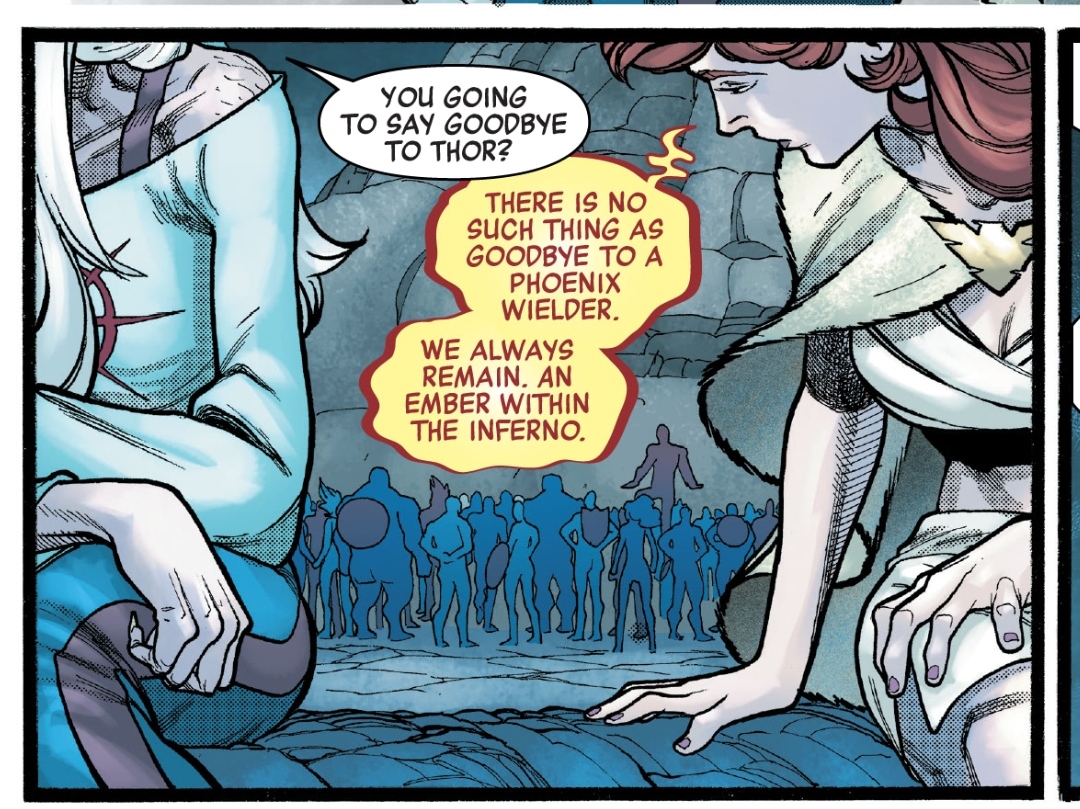 YOU GOING
TO SAY GOODBYE
TO THOR?
THERE IS NO
SUCH THING AS
GOODBYE TO A
PHOENIX
WIELDER.
WE ALWAYS
REMAIN. AN
EMBER WITHIN
THE INFERNO.